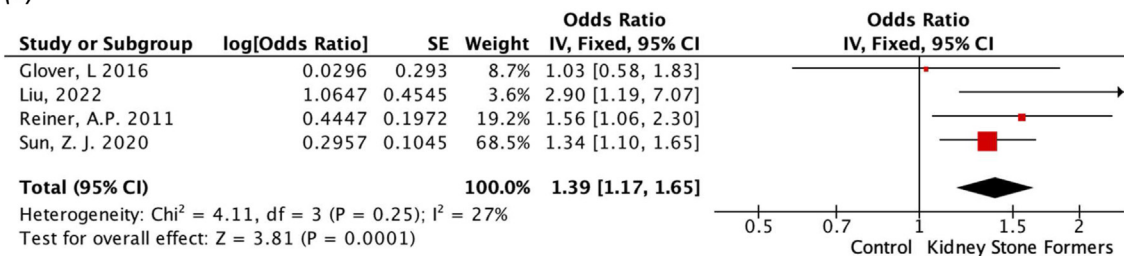 Odds Ratio Odds Ratio
Study or Subgroup log[Odds Ratio] SE Weight IV, Fixed, 95% CI IV, Fixed, 95% CI
Glover, L 2016 0.0296 0.293 8.7% 1.03 [0.58, 1.83]
Liu, 2022 1.0647 0.4545 3.6% 2.90 [1.19, 7.07]
Reiner, A.P. 2011 0.4447 0.1972 19.2% 1.56 [1.06, 2.30]
Sun, Z. J. 2020 0.2957 0.1045 68.5% 1.34 [1.10, 1.65]
Total (95% CI) 100.0% 1.39 [1.17, 1.65]
Heterogeneity: Chi² = 4.11, df = 3 (P = 0.25); I² = 27%
Test for overall effect: Z = 3.81 (P = 0.0001)
0.5 0.7 1 1.5 2
Control Kidney Stone Formers